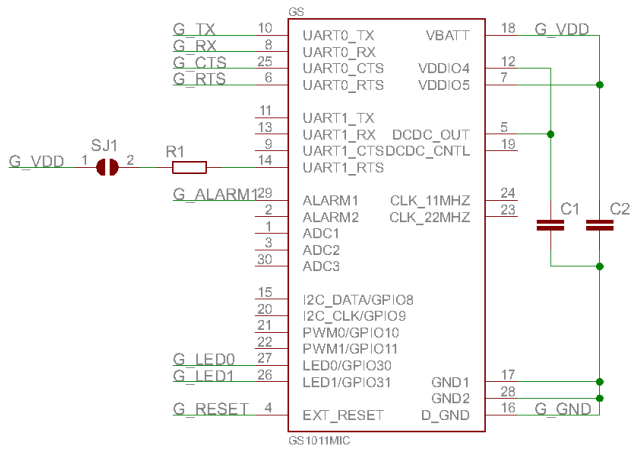 GS
G_TX 10 UART0_TX VBATT 18 G_VDD
G_RX 8 UART0_RX
G_CTS 25 UART0_CTS VDDIO4 12
G_RTS 6 UART0_RTS VDDIO5 7
11 UART1_TX
13 UART1_RX DCDC_OUT 5
9 UART1_CTS DCDC_CNTL 19
G_VDD 1 SJ1 2 R1 14 UART1_RTS
G_ALARM1 29 ALARM1 CLK_11MHZ 24
2 ALARM2 CLK_22MHZ 23
C1 C2
1 ADC1
3 ADC2
30 ADC3
15 I2C_DATA/GPIO8
20 I2C_CLK/GPIO9
21 PWM0/GPIO10
22 PWM1/GPIO11
G_LED0 27 LED0/GPIO30
G_LED1 26 LED1/GPIO31 GND1 17
GND2 28
G_RESET 4 EXT_RESET D_GND 16 G_GND
GS1011MIC